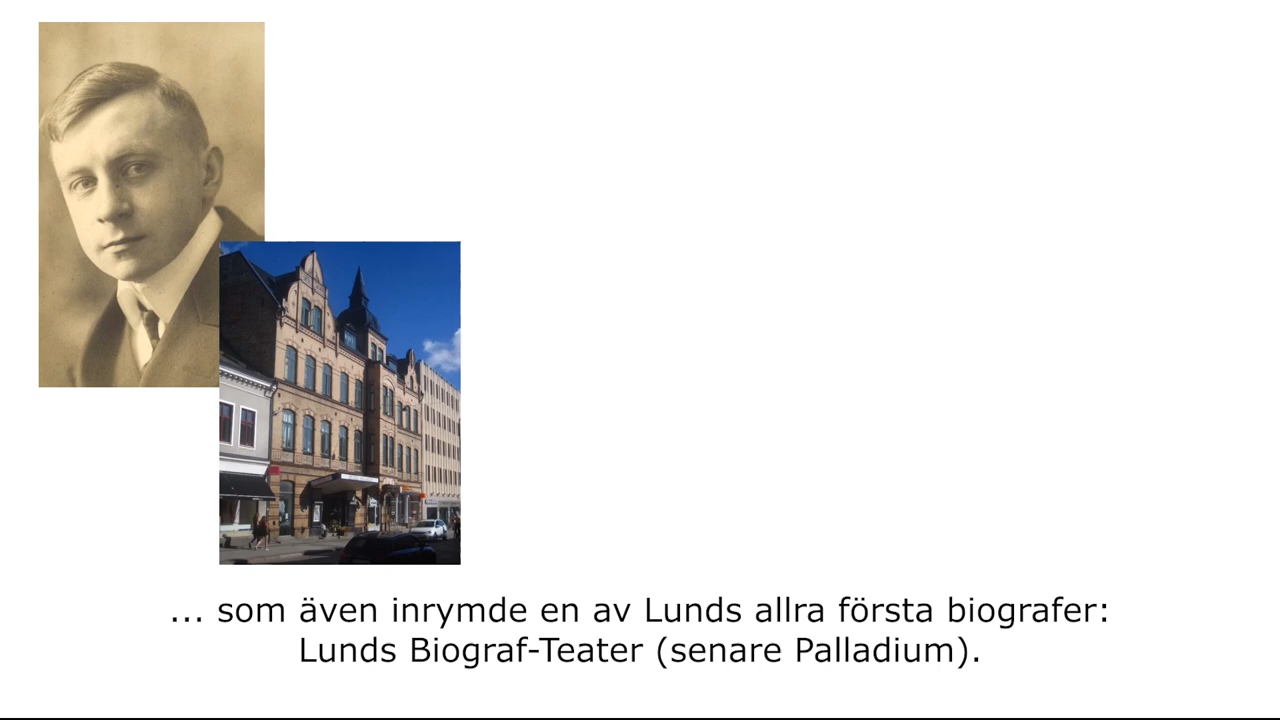 ... som även inrymde en av Lunds allra första biografer:
Lunds Biograf-Teater (senare Palladium).